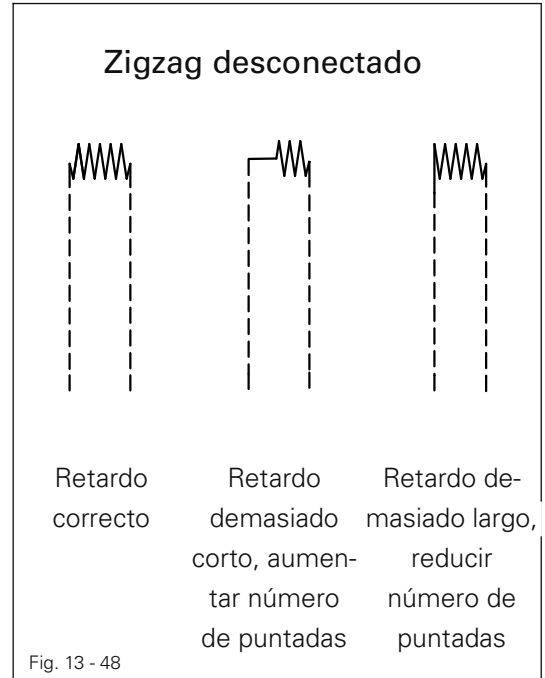 Zigzag desconectado
Retardo
correcto
Retardo
demasiado
corto, aumen-
tar número
de puntadas
Retardo de-
masiado largo,
reducir
número de
puntadas
Fig. 13 - 48